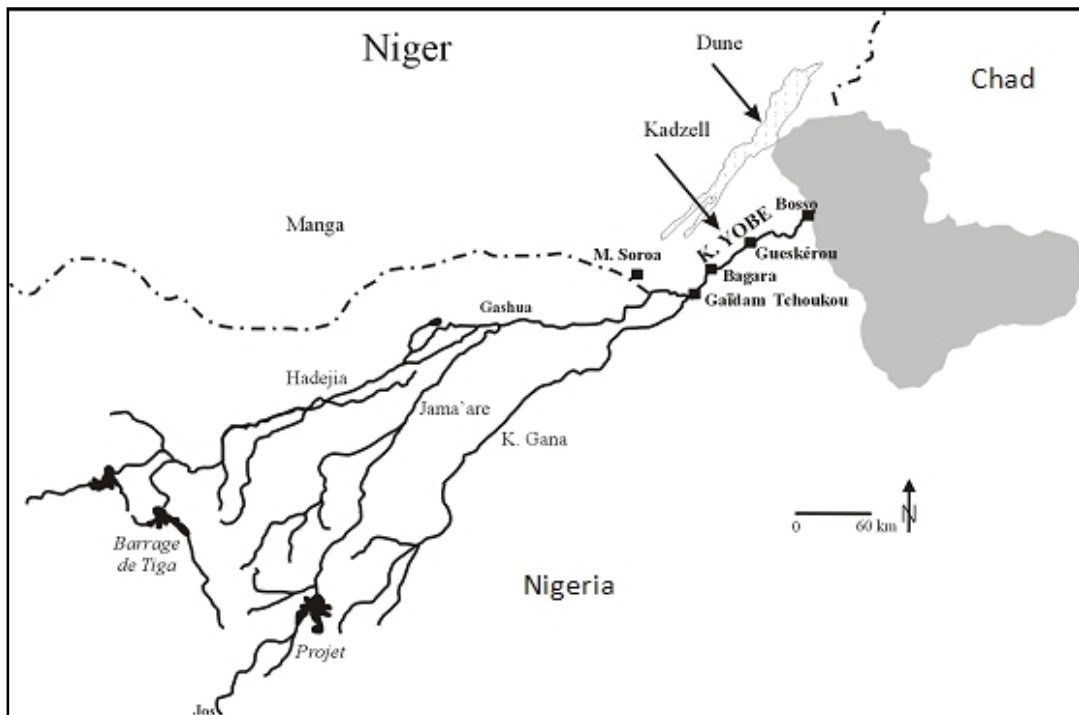 Niger
Dune
Chad
Kadzell
Manga
M. Soroa
K. YOBE
Bosso
Gueskérou
Bagara
Gaïdam Tchoukou
Gashua
Hadejia
Jama’are
K. Gana
Barrage
de Tiga
Nigeria
Projet
Jos
0 60 km
N